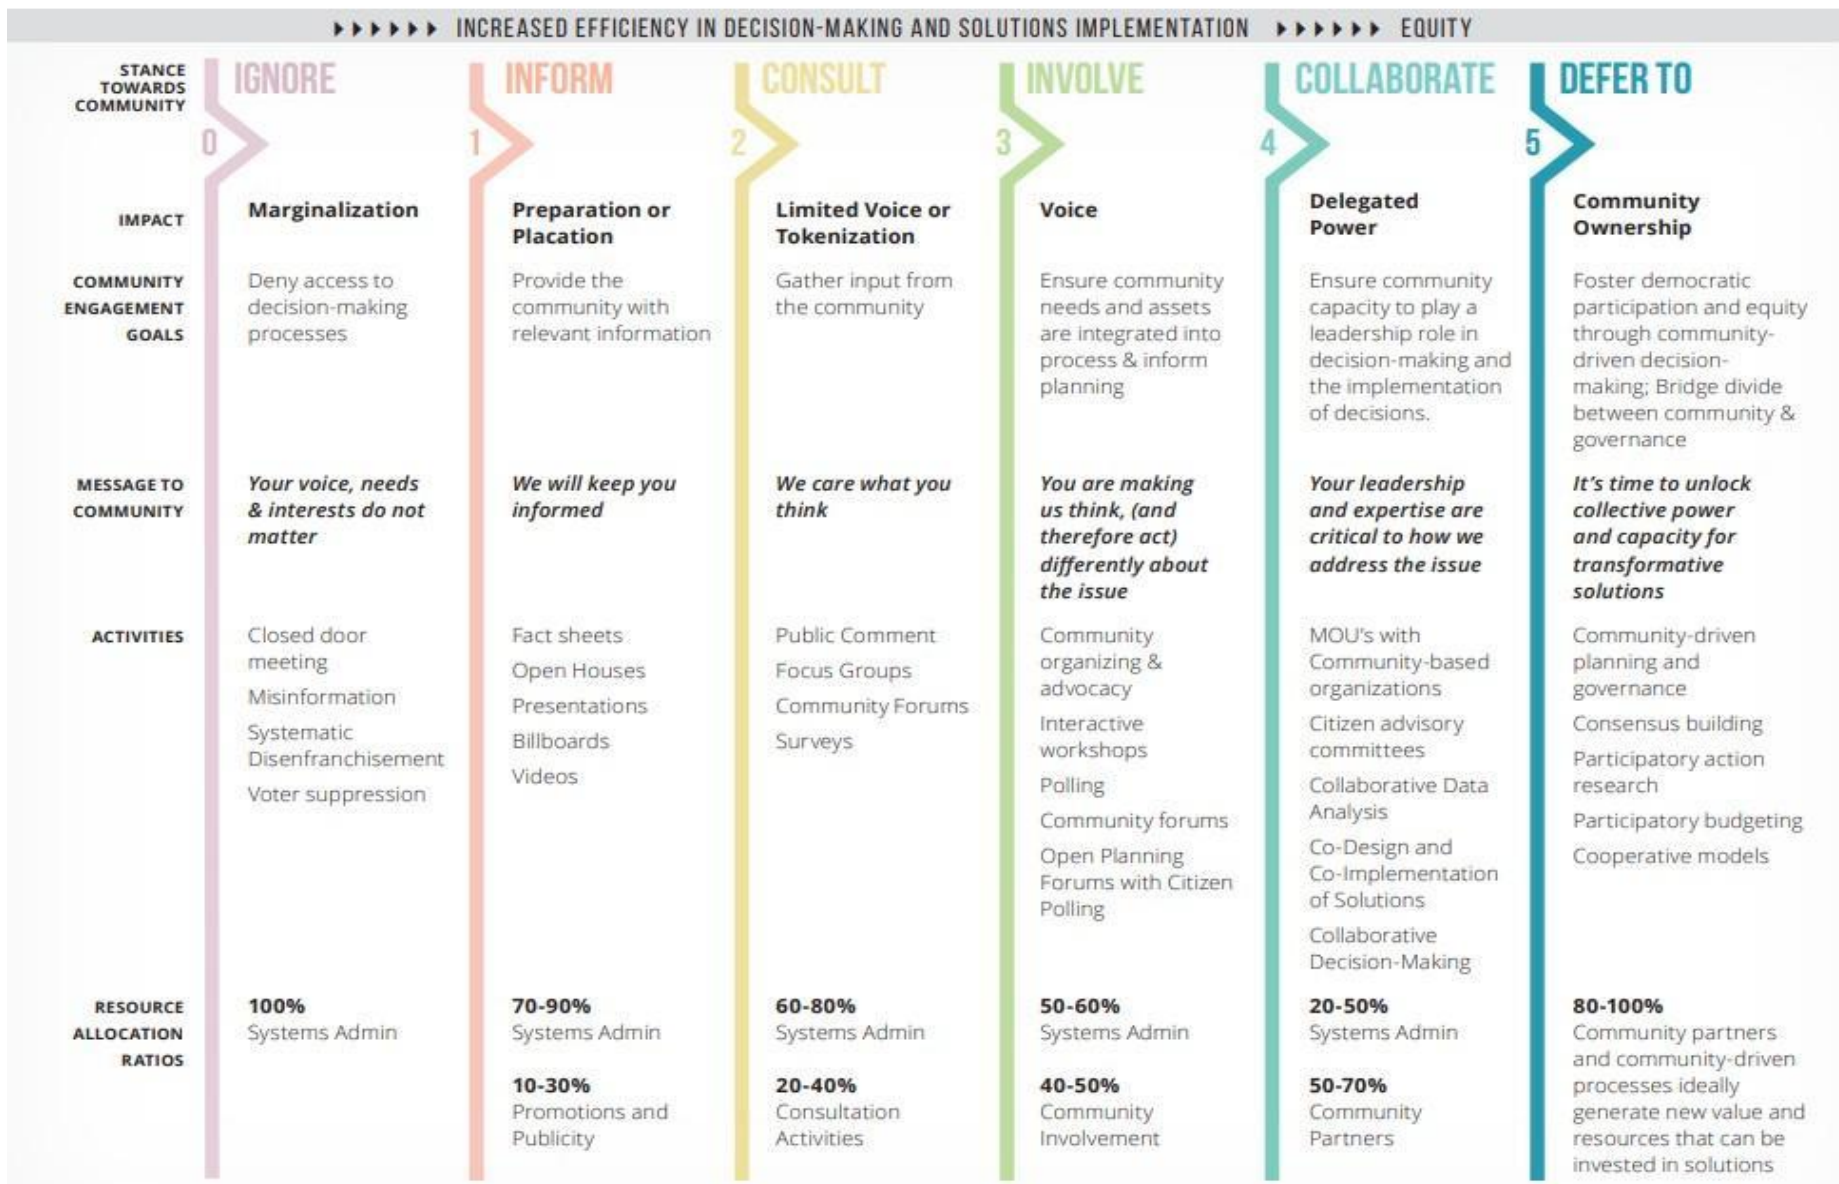 INCREASED EFFICIENCY IN DECISION-MAKING AND SOLUTIONS IMPLEMENTATION EQUITY
STANCE
TOWARDS
COMMUNITY
IGNORE
INFORM
CONSULT
INVOLVE
COLLABORATE
DEFER TO
0
1
2
3
4
5
IMPACT
Marginalization
Preparation or
Placation
Limited Voice or
Tokenization
Voice
Delegated
Power
Community
Ownership
COMMUNITY
ENGAGEMENT
GOALS
Deny access to
decision-making
processes
Provide the
community with
relevant information
Gather input from
the community
Ensure community
needs and assets
are integrated into
process & inform
planning
Ensure community
capacity to play a
leadership role in
decision-making and
the implementation
of decisions.
Foster democratic
participation and equity
through community-
driven decision-
making; Bridge divide
between community &
governance
MESSAGE TO
COMMUNITY
Your voice, needs
& interests do not
matter
We will keep you
informed
We care what you
think
You are making
us think, (and
therefore act)
differently about
the issue
Your leadership
and expertise are
critical to how we
address the issue
It's time to unlock
collective power
and capacity for
transformative
solutions
ACTIVITIES
Closed door
meeting
Misinformation
Systematic
Disenfranchisement
Voter suppression
Fact sheets
Open Houses
Presentations
Billboards
Videos
Public Comment
Focus Groups
Community Forums
Surveys
Community
organizing &
advocacy
Interactive
workshops
Polling
Community forums
Open Planning
Forums with Citizen
Polling
MOU's with
Community-based
organizations
Citizen advisory
committees
Collaborative Data
Analysis
Co-Design and
Co-Implementation
of Solutions
Collaborative
Decision-Making
Community-driven
planning and
governance
Consensus building
Participatory action
research
Participatory budgeting
Cooperative models
RESOURCE
ALLOCATION
RATIOS
100%
Systems Admin
70-90%
Systems Admin
10-30%
Promotions and
Publicity
60-80%
Systems Admin
20-40%
Consultation
Activities
50-60%
Systems Admin
40-50%
Community
Involvement
20-50%
Systems Admin
50-70%
Community
Partners
80-100%
Community partners
and community-driven
processes ideally
generate new value and
resources that can be
invested in solutions